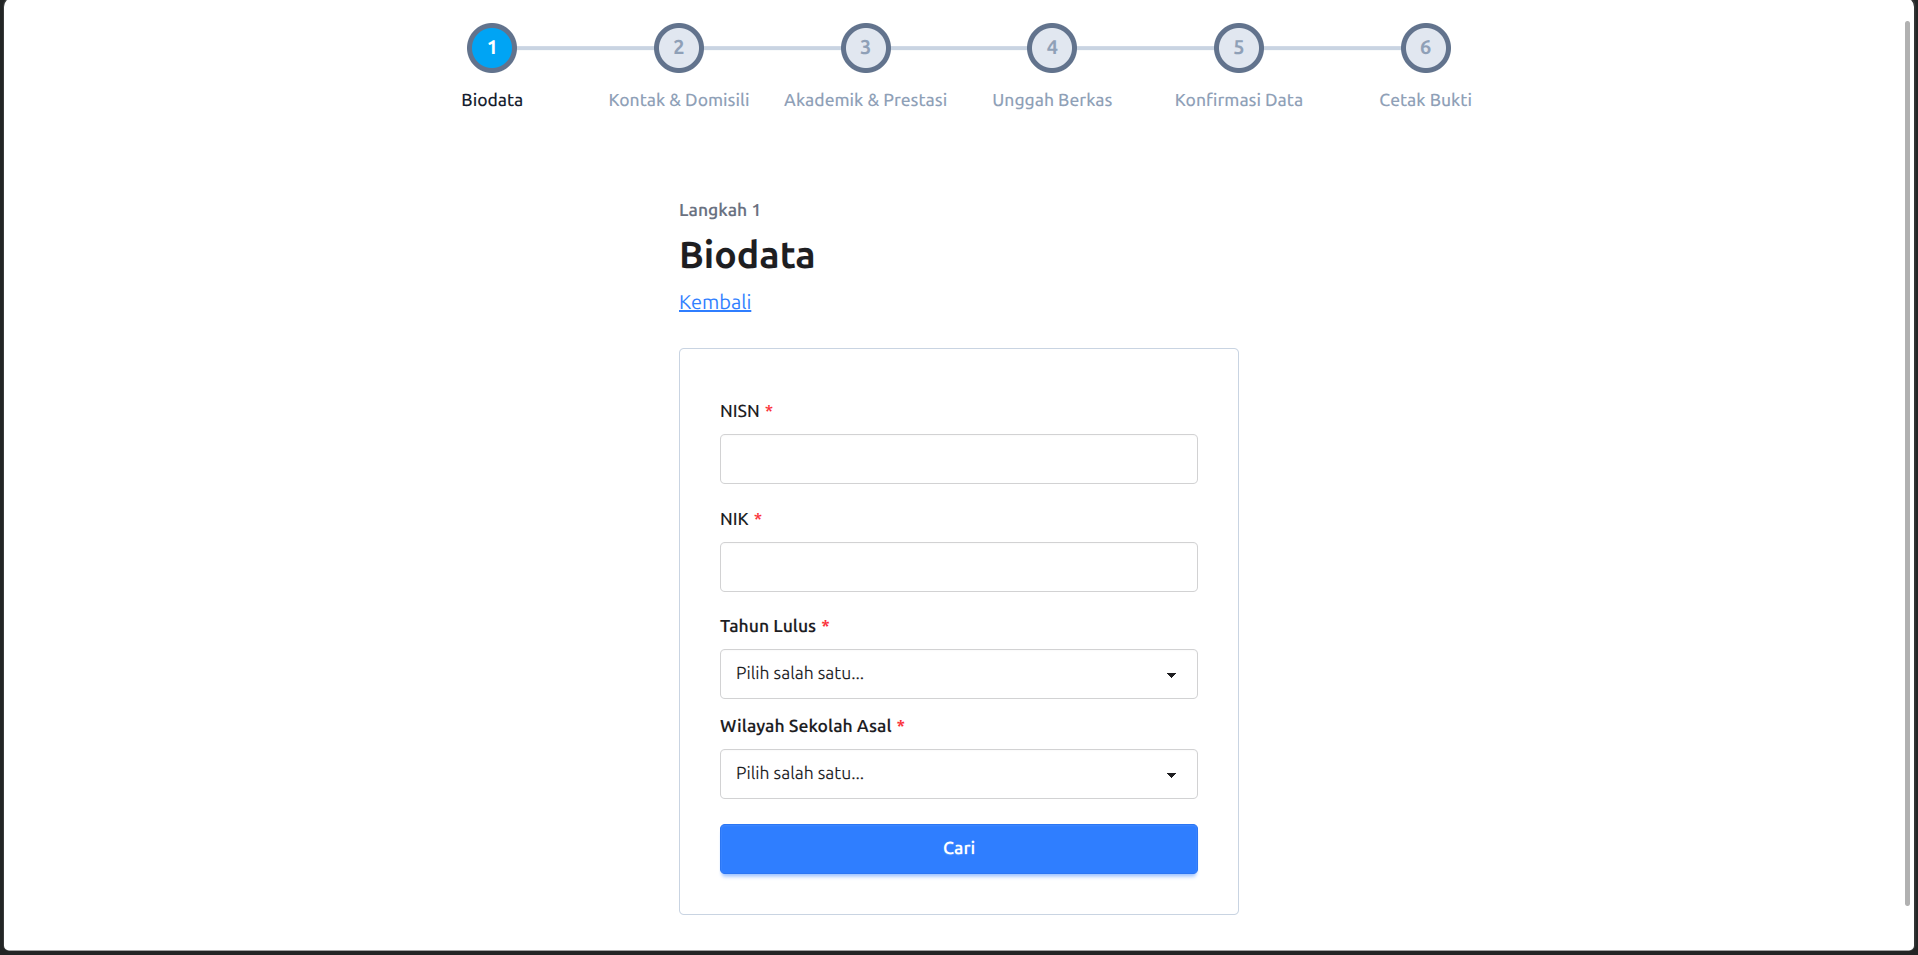 1 2 3 4 5 6
Biodata Kontak & Domisili Akademik & Prestasi Unggah Berkas Konfirmasi Data Cetak Bukti
Langkah 1
Biodata
Kembali
NISN *
NIK *
Tahun Lulus *
Pilih salah satu...
Wilayah Sekolah Asal *
Pilih salah satu...
Cari